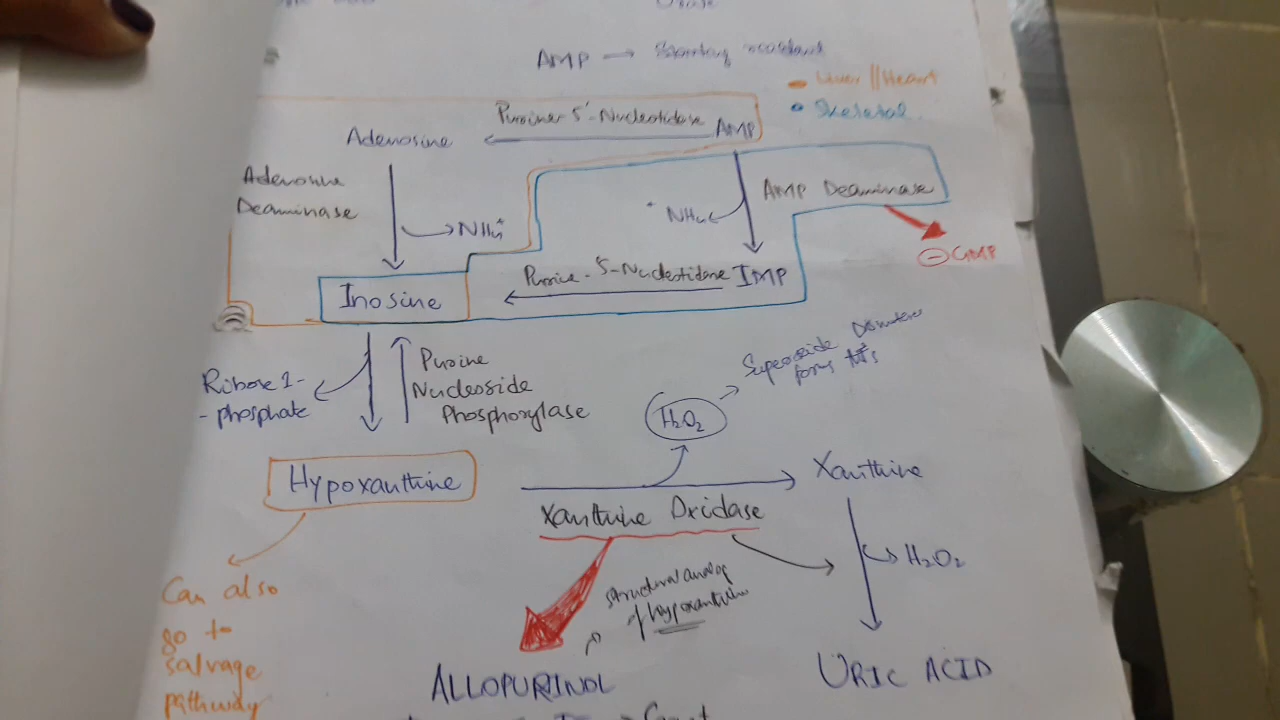 AMP → Starting
Liver || Heart
Skeletal
Adenosine
Purine 5'-Nucleotidase
AMP
Adenosine
Deaminase
NH4+
+ NH4
AMP Deaminase
⊖ GMP
Inosine
Purine - 5'-Nucleotidase
IMP
Ribose 1-
- phosphate
Purine
Nucleoside
Phosphorylase
H2O2
Superoxide
forms
Hypoxanthine
Xanthine
Xanthine Oxidase
H2O2
Can also
go to
salvage
pathway
structural analog
of hypoxanthine
ALLOPURINOL
URIC ACID